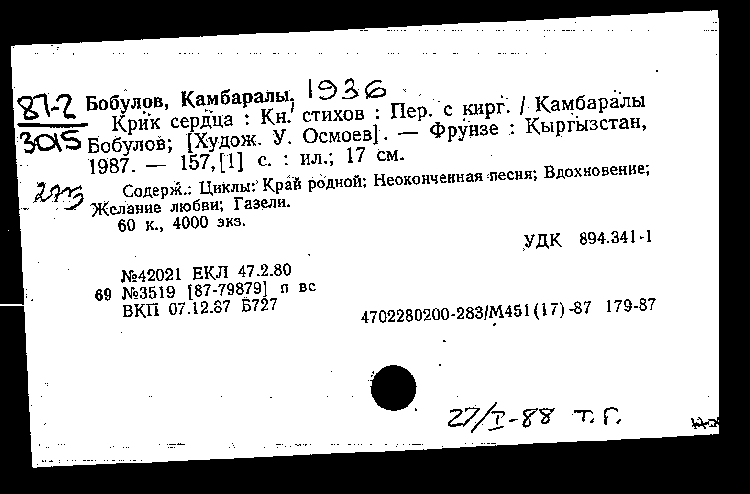 87-2 Бобулов, Камбаралы, 1936
Крик сердца : Кн. стихов : Пер. с кирг. / Камбаралы
3015 Бобулов; [Худож. У. Осмоев]. — Фрунзе : Кыргызстан,
1987. — 157,[1] с. : ил.; 17 см.
Содерж.: Циклы: Край родной; Неоконченная песня; Вдохновение;
Желание любви; Газели.
60 к., 4000 экз.
УДК 894.341-1
№42021 ЕКЛ 47.2.80
69 №3519 [87-79879] п вс
ВКП 07.12.87 Б727
4702280200-283/М451(17)-87 179-87
27/I-88 т.г.